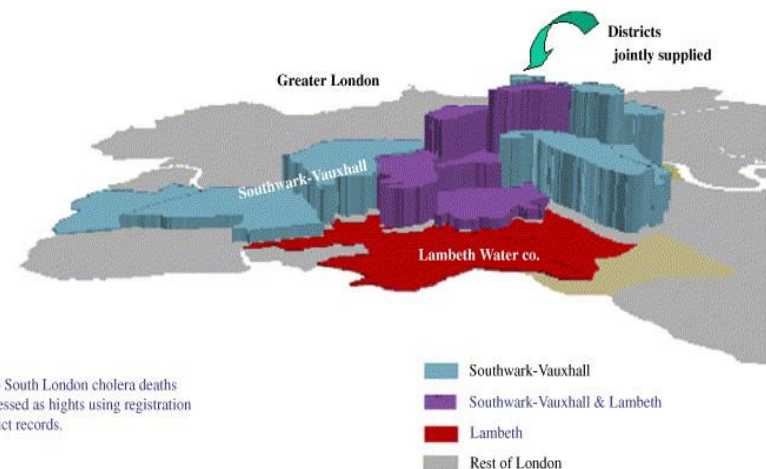 Districts
jointly supplied
Greater London
Southwark-Vauxhall
Lambeth Water co.
South London cholera deaths
essed as hights using registration
ict records.
Southwark-Vauxhall
Southwark-Vauxhall & Lambeth
Lambeth
Rest of London